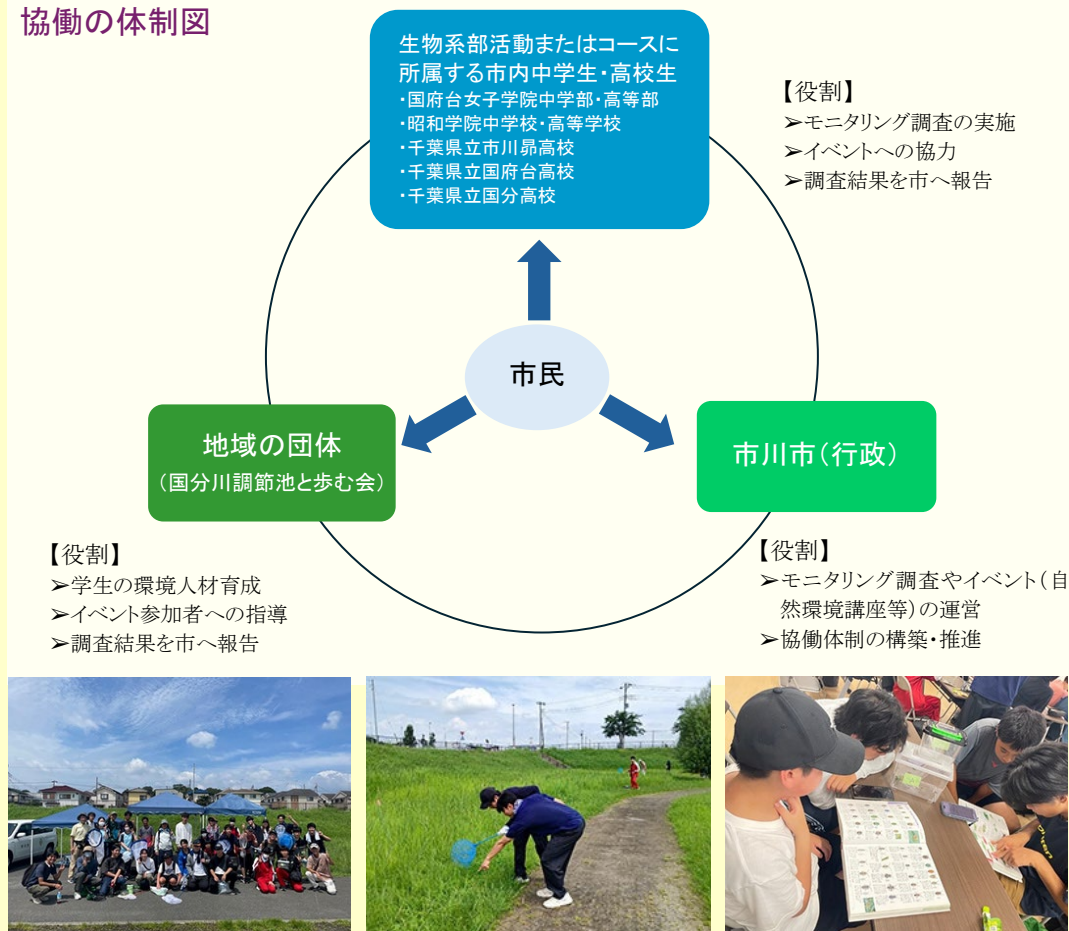 協働の体制図
生物系部活動またはコースに
所属する市内中学生・高校生
・国府台女子学院中学部・高等部
・昭和学院中学校・高等学校
・千葉県立市川昴高校
・千葉県立国府台高校
・千葉県立国分高校
【役割】
➢モニタリング調査の実施
➢イベントへの協力
➢調査結果を市へ報告
市民
地域の団体
（国分川調節池と歩む会）
市川市（行政）
【役割】
➢学生の環境人材育成
➢イベント参加者への指導
➢調査結果を市へ報告
【役割】
➢モニタリング調査やイベント（自
然環境講座等）の運営
➢協働体制の構築・推進